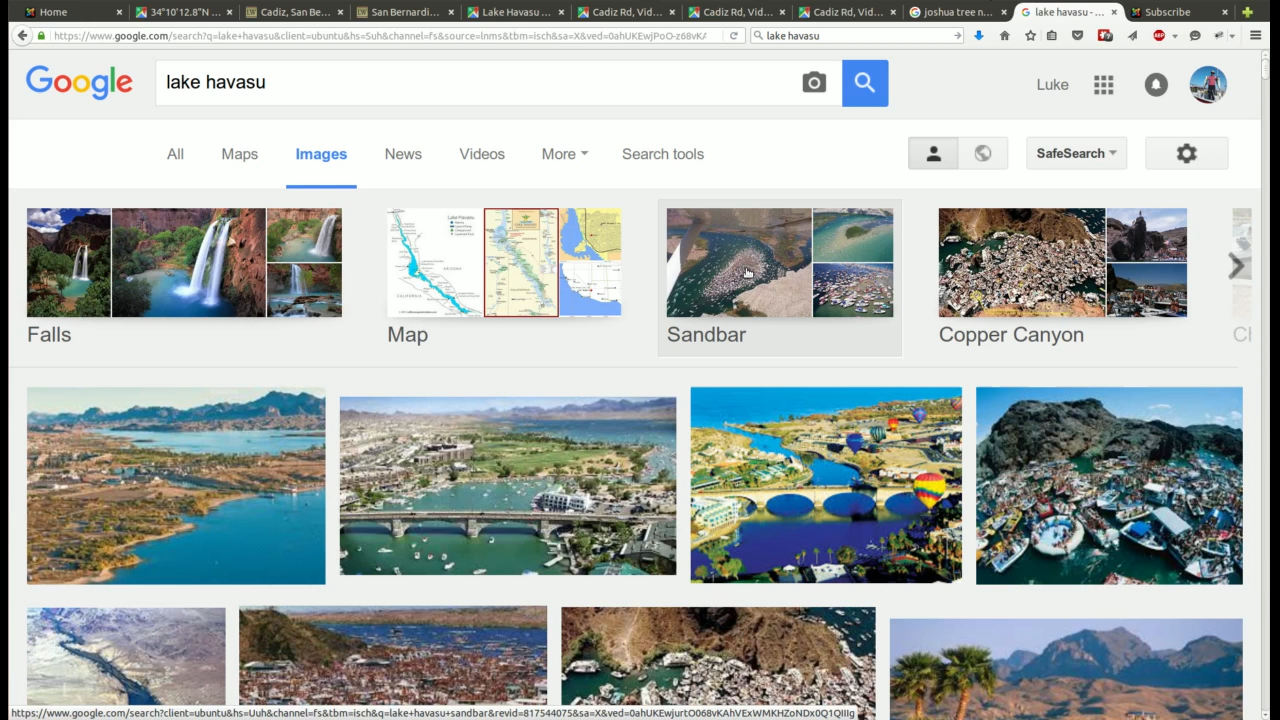 Home
34°10'12.8"N ...
Cadiz, San Be...
San Bernardi...
Lake Havasu ...
Cadiz Rd, Vid...
Cadiz Rd, Vid...
Cadiz Rd, Vid...
joshua tree n...
lake havasu - ...
Subscribe
https://www.google.com/search?q=lake+havasu&client=ubuntu&hs=Suh&channel=fs&source=lnms&tbm=isch&sa=X&ved=0ahUKEwjPoO-z68vKA
lake havasu
Google
lake havasu
Luke
All
Maps
Images
News
Videos
More
Search tools
SafeSearch
Falls
Map
Sandbar
Copper Canyon
https://www.google.com/search?client=ubuntu&hs=Uuh&channel=fs&tbm=isch&q=lake+havasu+sandbar&revid=817544075&sa=X&ved=0ahUKEwjurtO068vKAhVExWMKHZoNDx0Q1QIIIg